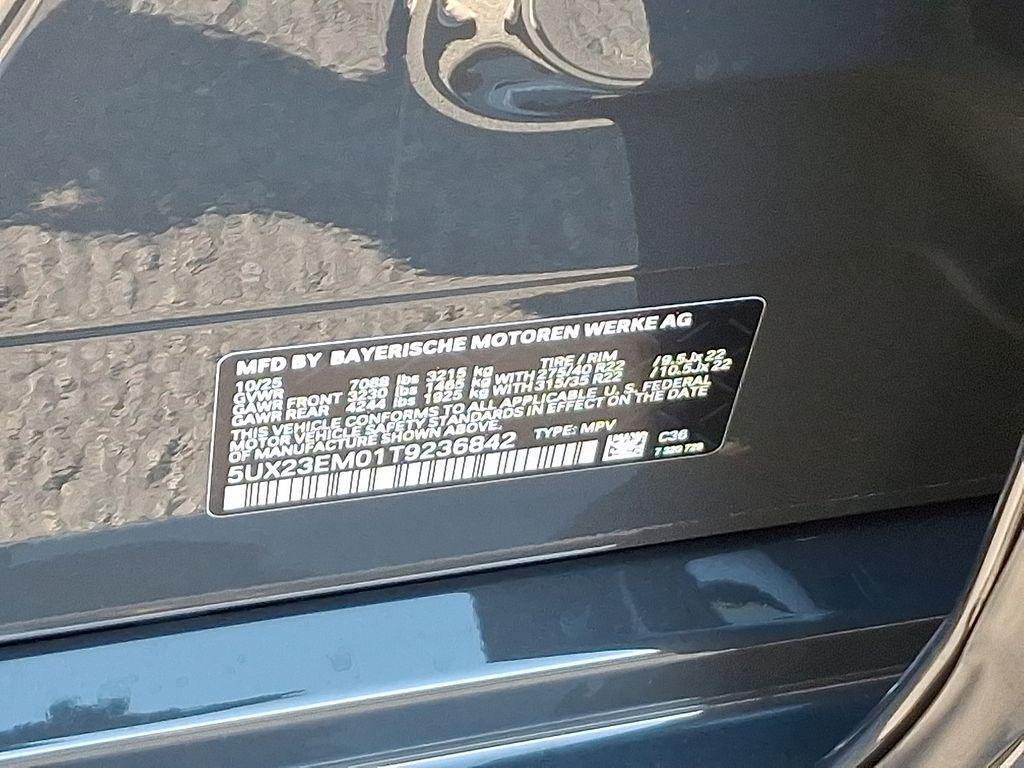 MFD BY BAYERISCHE MOTOREN WERKE AG
10/25 TIRE / RIM
GVWR 7088 lbs 3215 kg
GAWR FRONT 3230 lbs 1465 kg WITH 275/40 R22 / 9.5Jx22
GAWR REAR 4244 lbs 1925 kg WITH 315/35 R22 / 10.5Jx22
THIS VEHICLE CONFORMS TO ALL APPLICABLE U.S. FEDERAL
MOTOR VEHICLE SAFETY STANDARDS IN EFFECT ON THE DATE
OF MANUFACTURE SHOWN ABOVE.
5UX23EM01T9236842 TYPE: MPV C36